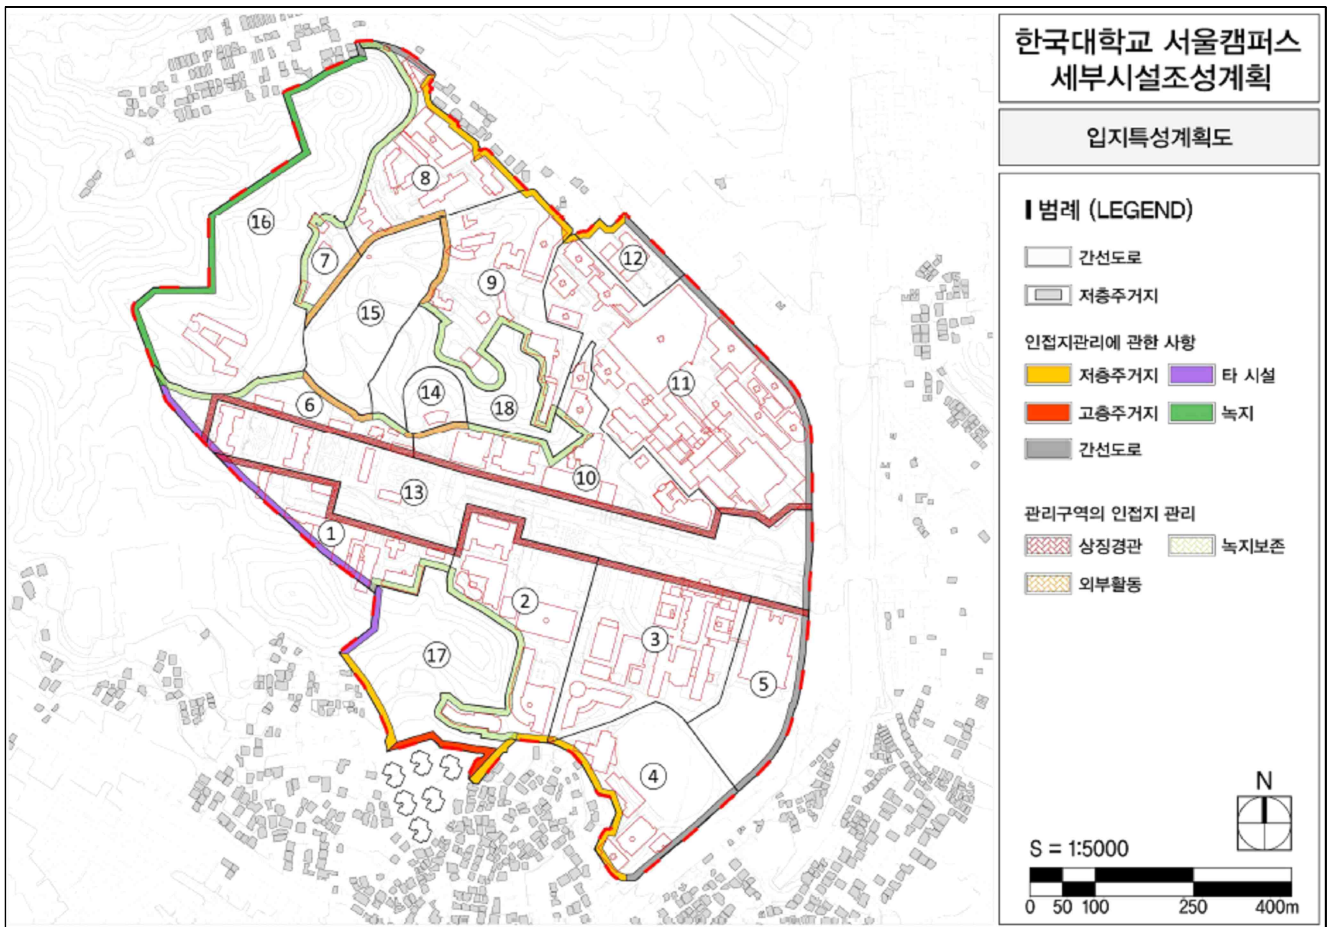 한국대학교 서울캠퍼스
세부시설조성계획
입지특성계획도
범례 (LEGEND)
간선도로
저층주거지
인접지관리에 관한 사항
저층주거지 타 시설
고층주거지 녹지
간선도로
관리구역의 인접지 관리
상징경관 녹지보존
외부활동
N
S = 1:5000
0 50 100 250 400m
8
16
12
7
9
15
11
14
6
18
10
13
1
2
3
17
5
4